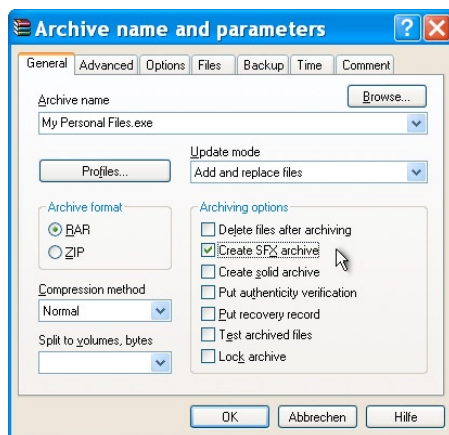 Archive name and parameters
General Advanced Options Files Backup Time Comment
Archive name
Browse...
My Personal Files.exe
Update mode
Profiles...
Add and replace files
Archive format
RAR
ZIP
Compression method
Normal
Split to volumes, bytes
Archiving options
Delete files after archiving
Create SFX archive
Create solid archive
Put authenticity verification
Put recovery record
Test archived files
Lock archive
OK Abbrechen Hilfe